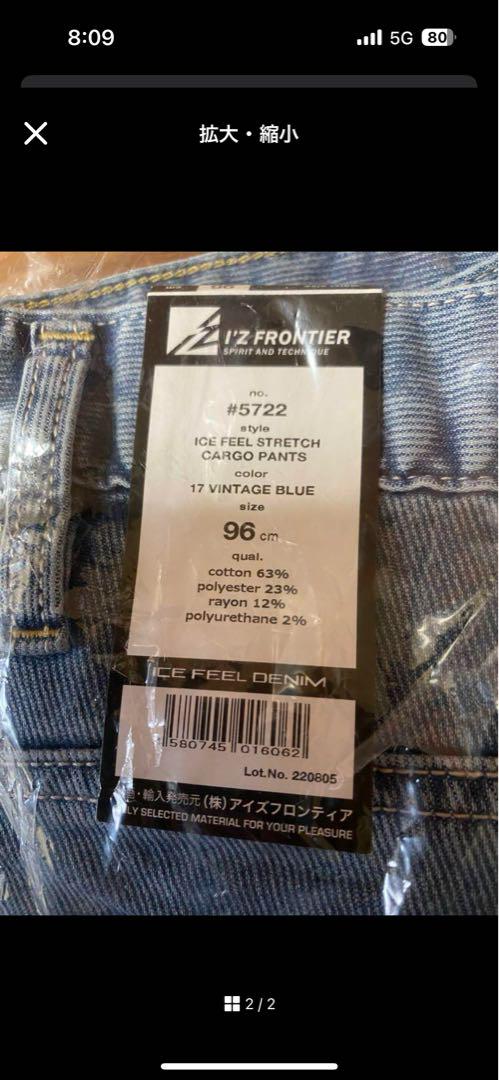 8:09
5G 80
拡大・縮小
I'Z FRONTIER
SPIRIT AND TECHNIQUE
no.
#5722
style
ICE FEEL STRETCH
CARGO PANTS
color
17 VINTAGE BLUE
size
96 cm
qual.
cotton 63%
polyester 23%
rayon 12%
polyurethane 2%
ICE FEEL DENIM
580745 016062
Lot.No. 220805
・輸入発売元 (株)アイズフロンティア
SELECTED MATERIAL FOR YOUR PLEASURE
2 / 2